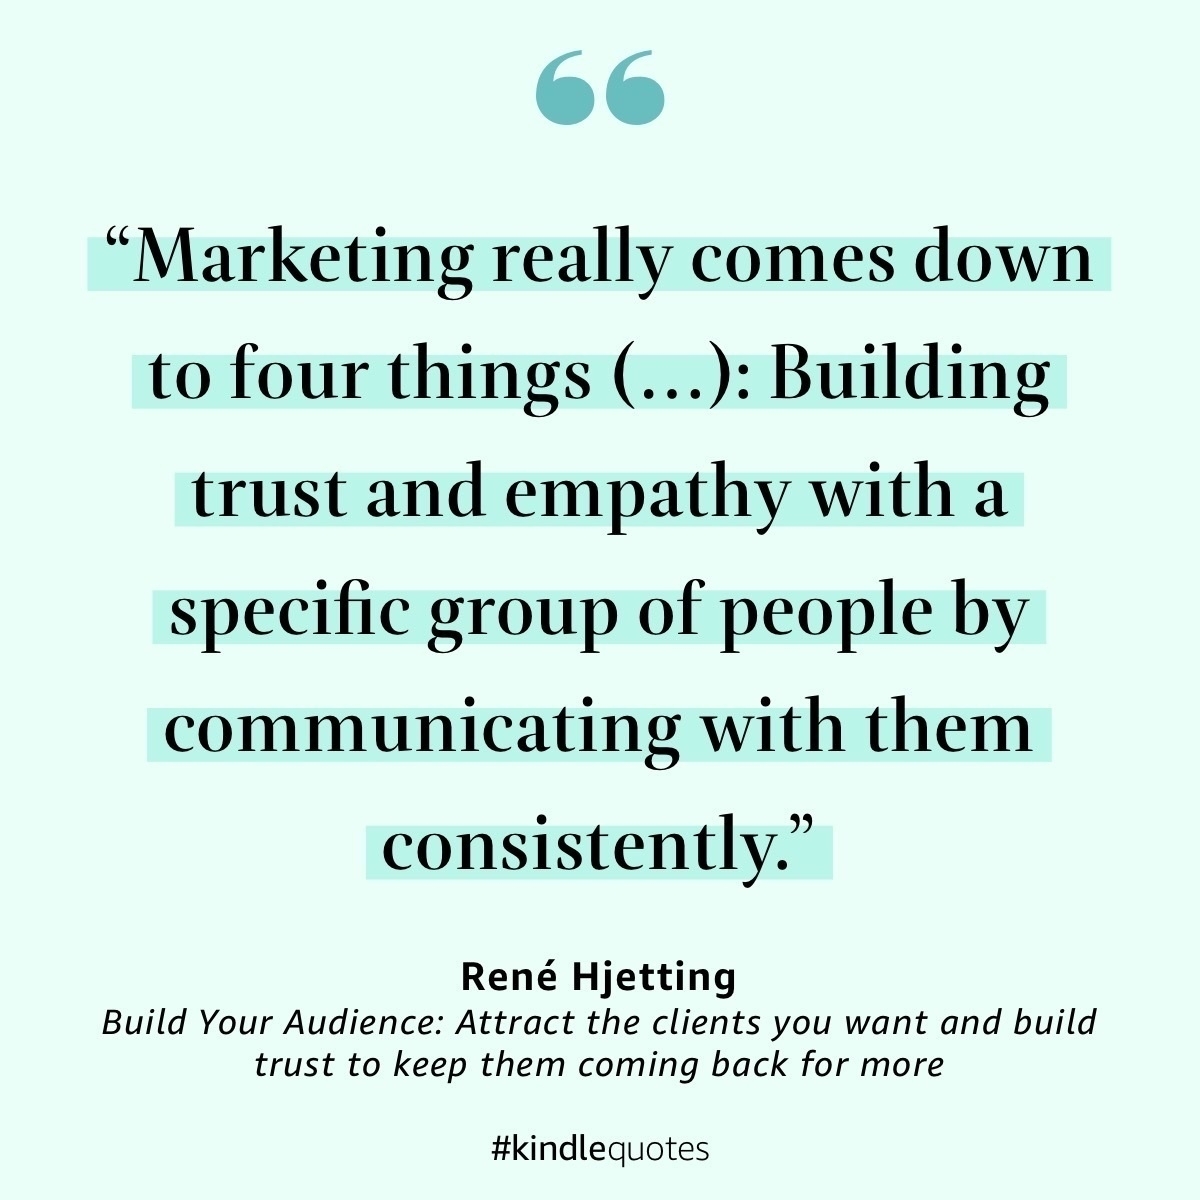 “Marketing really comes down
to four things (…): Building
trust and empathy with a
specific group of people by
communicating with them
consistently.”
René Hjetting
Build Your Audience: Attract the clients you want and build
trust to keep them coming back for more
#kindlequotes